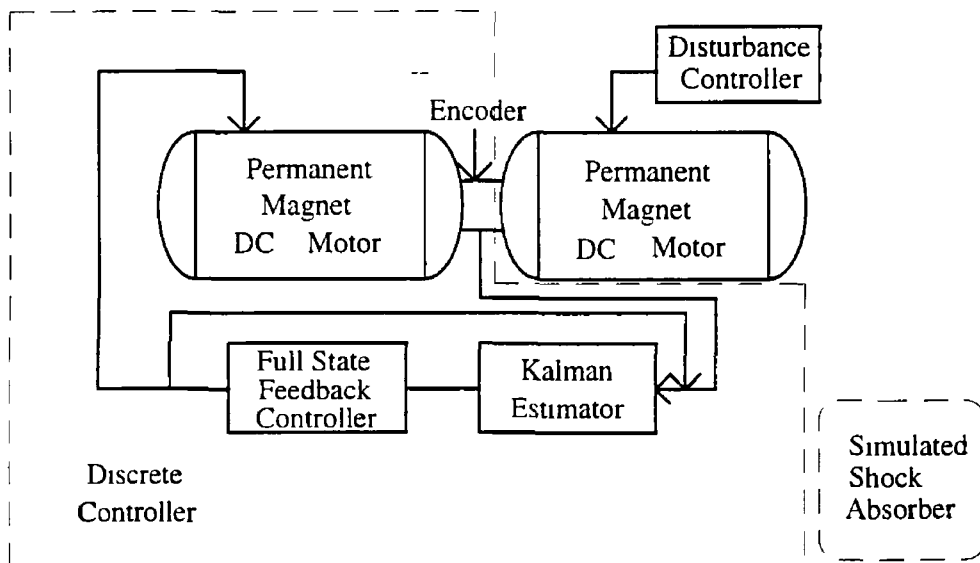 Disturbance
Controller
Encoder
Permanent
Magnet
DC Motor
Permanent
Magnet
DC Motor
Full State
Feedback
Controller
Kalman
Estimator
Discrete
Controller
Simulated
Shock
Absorber